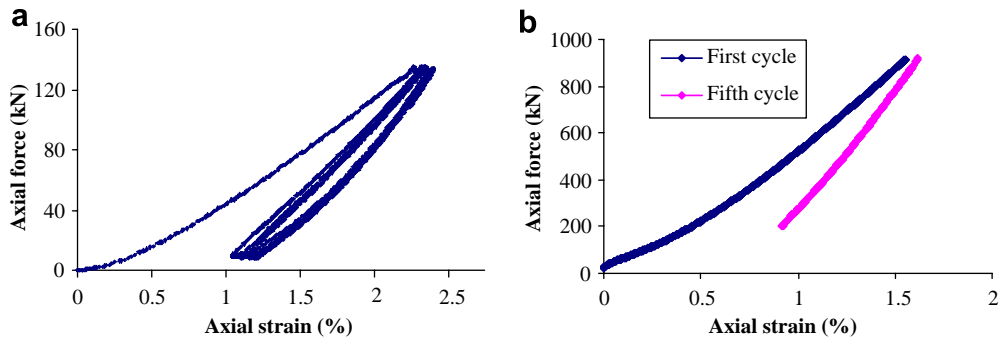 a
Axial force (kN)
160
120
80
40
0
0 0.5 1 1.5 2 2.5
Axial strain (%)
b
Axial force (kN)
1000
800
600
400
200
0
First cycle
Fifth cycle
0 0.5 1 1.5 2
Axial strain (%)